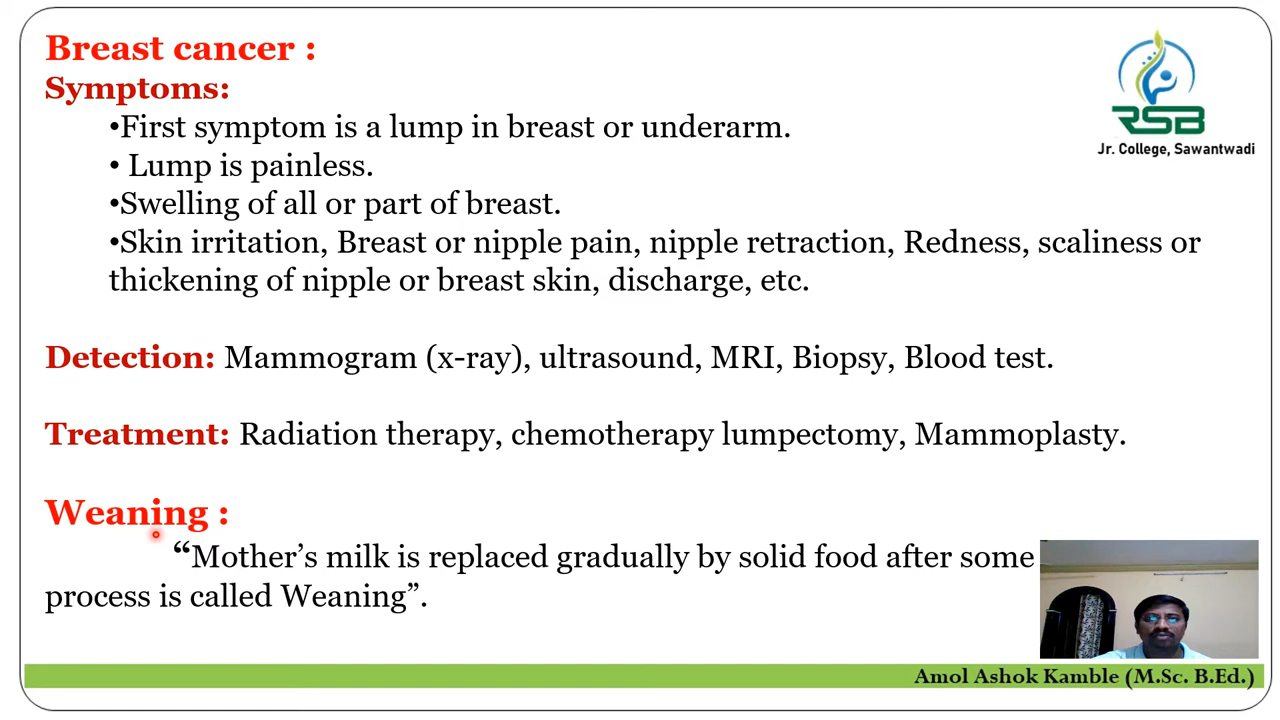 Breast cancer :
Symptoms:
•First symptom is a lump in breast or underarm.
• Lump is painless.
•Swelling of all or part of breast.
•Skin irritation, Breast or nipple pain, nipple retraction, Redness, scaliness or
thickening of nipple or breast skin, discharge, etc.
Detection: Mammogram (x-ray), ultrasound, MRI, Biopsy, Blood test.
Treatment: Radiation therapy, chemotherapy lumpectomy, Mammoplasty.
Weaning :
“Mother’s milk is replaced gradually by solid food after some
process is called Weaning”.
RSB
Jr. College, Sawantwadi
Amol Ashok Kamble (M.Sc. B.Ed.)